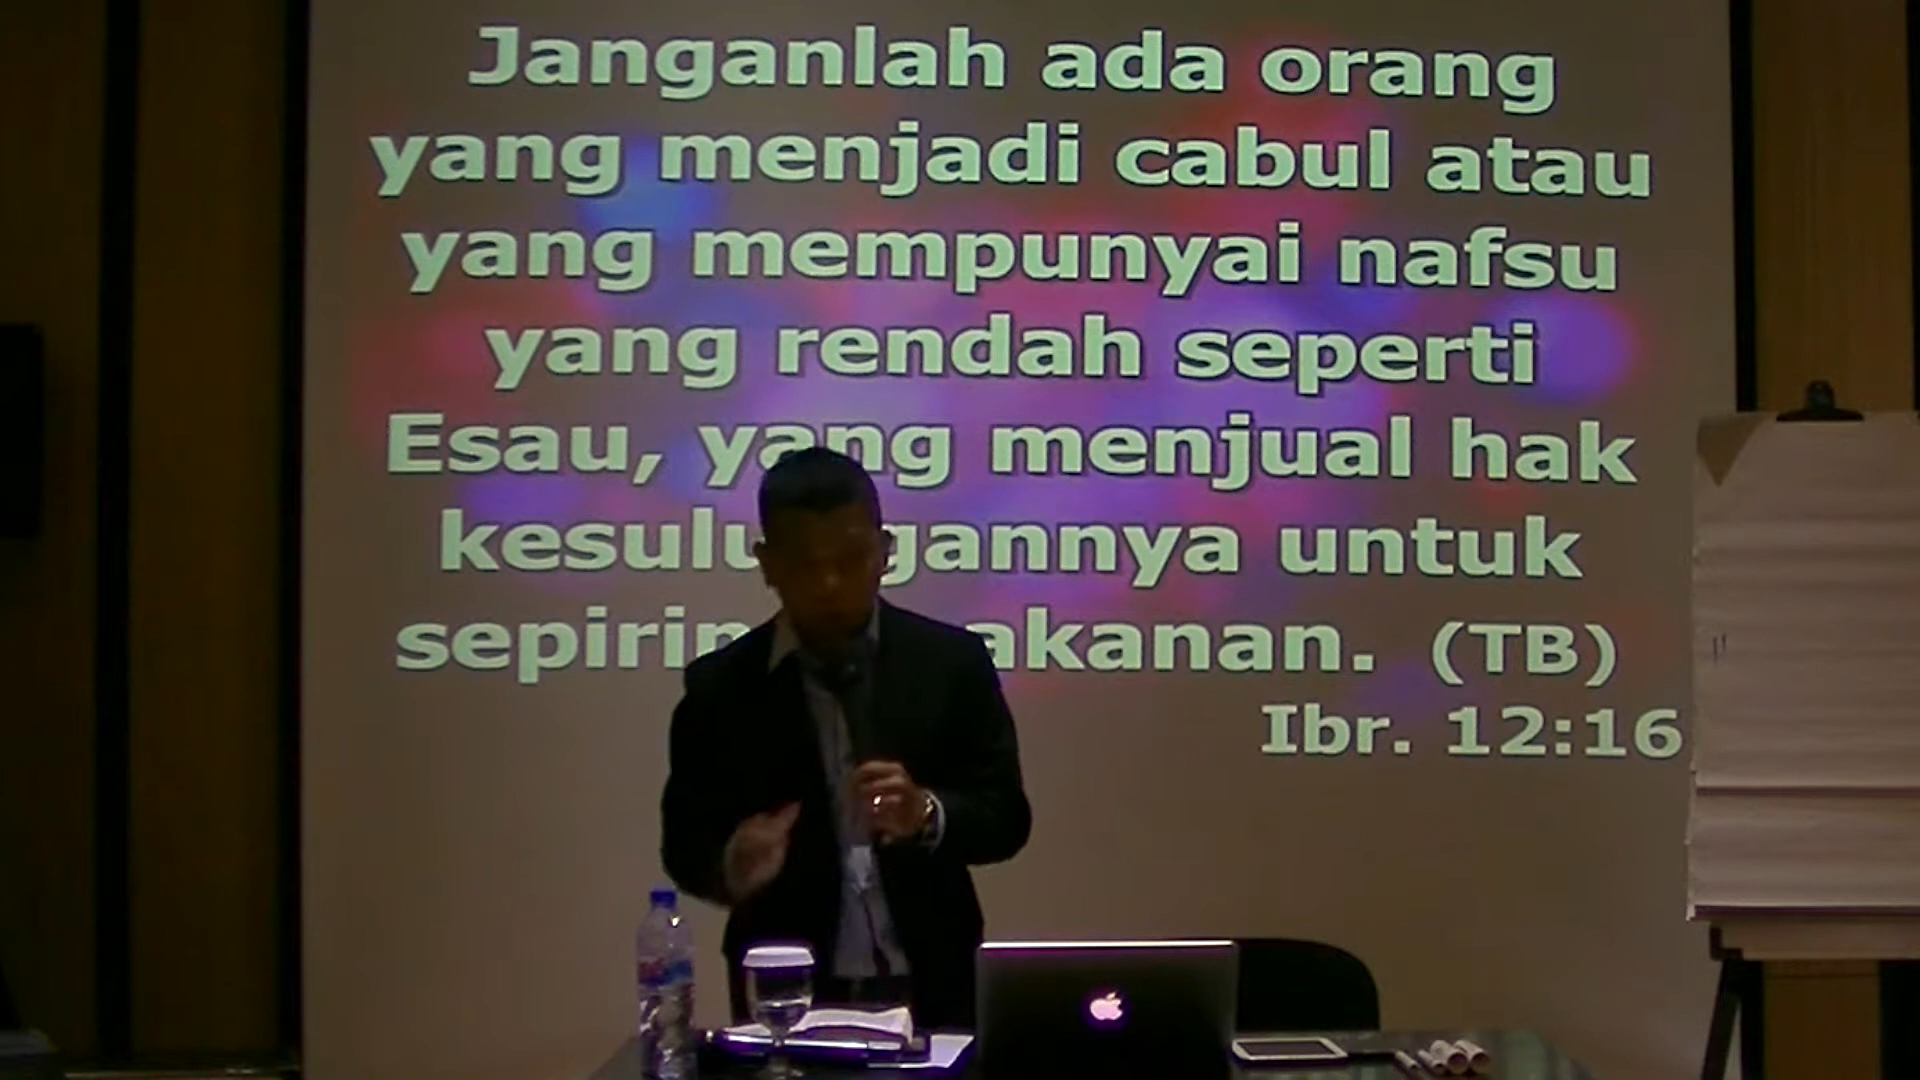 Janganlah ada orang
yang menjadi cabul atau
yang mempunyai nafsu
yang rendah seperti
Esau, yang menjual hak
untuk
(TB)
Ibr. 12:16